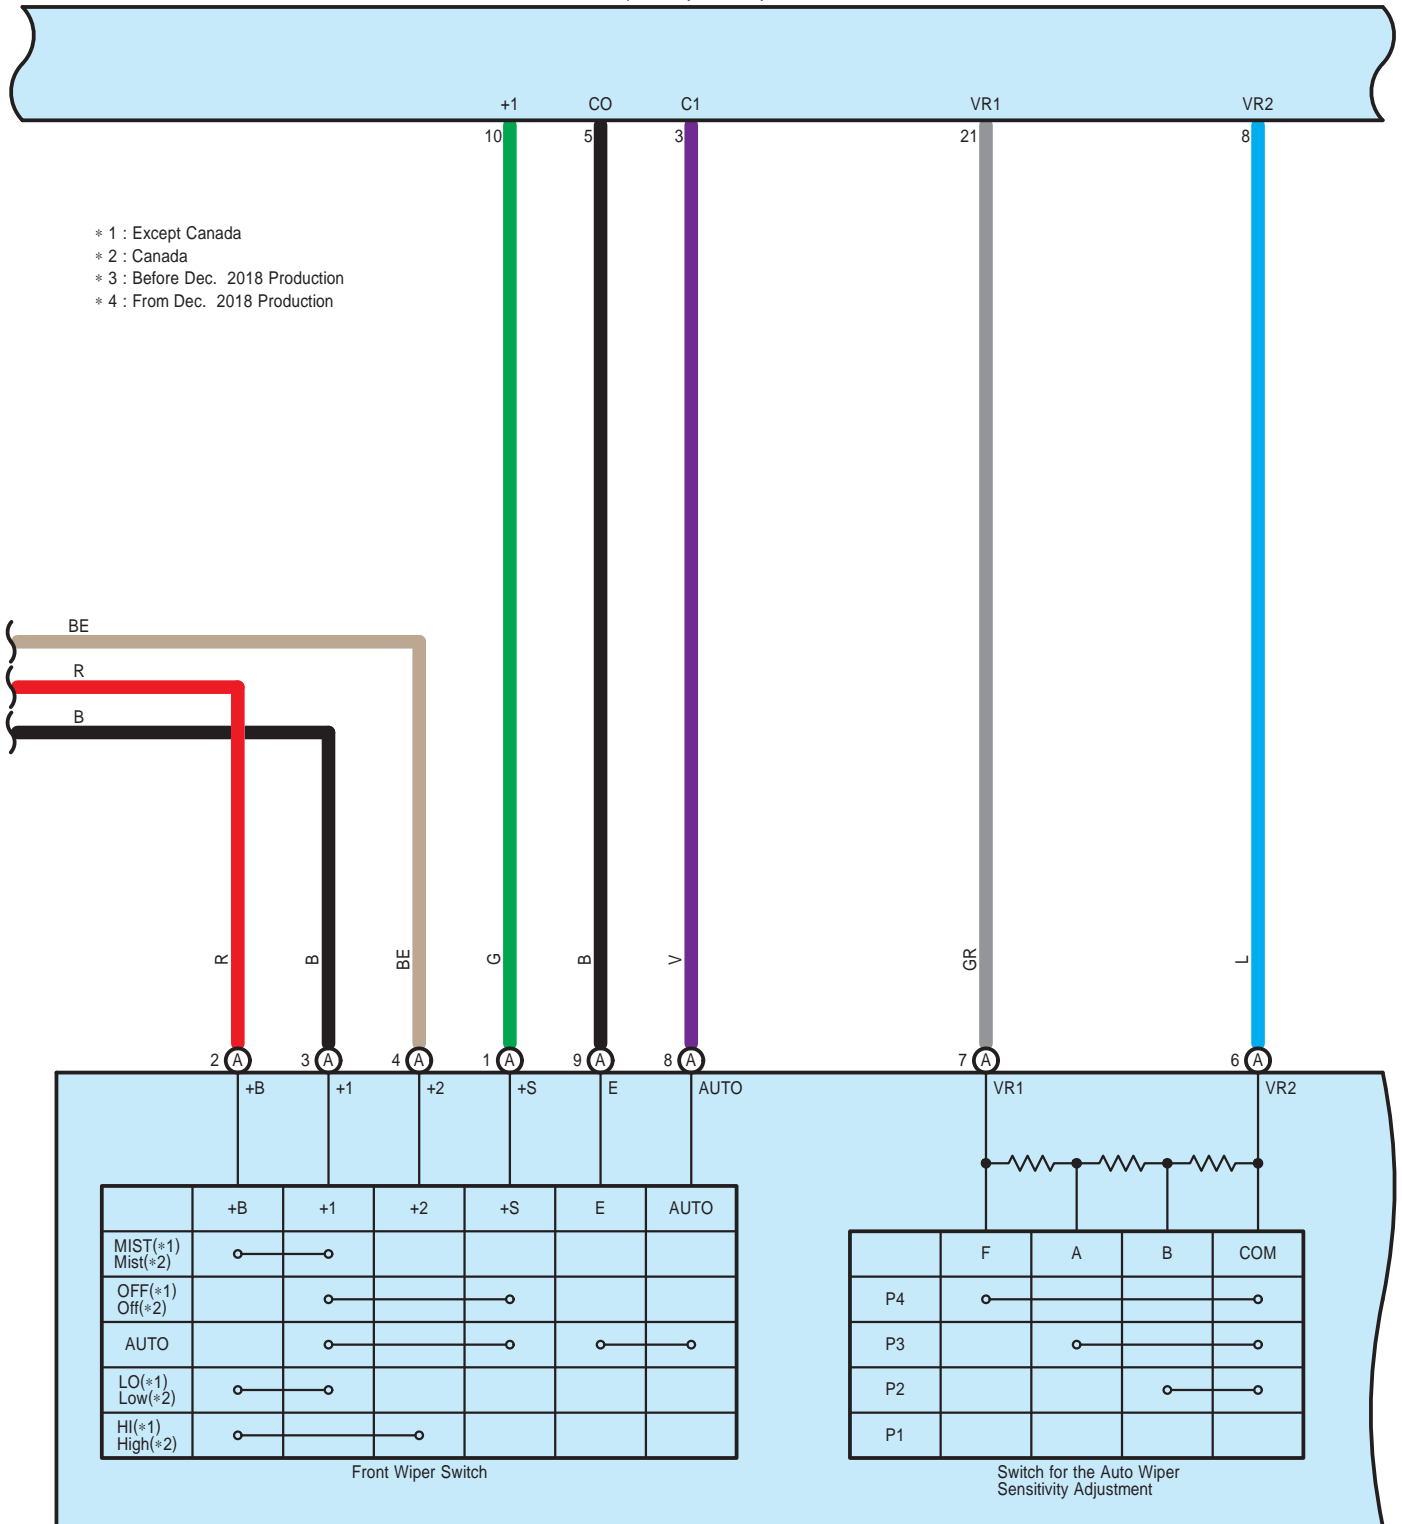 +1 CO C1 VR1 VR2
10 5 3 21 8
* 1 : Except Canada
* 2 : Canada
* 3 : Before Dec. 2018 Production
* 4 : From Dec. 2018 Production
BE
R
B
R B BE G B V GR L
2 A 3 A 4 A 1 A 9 A 8 A 7 A 6 A
+B +1 +2 +S E AUTO VR1 VR2
+B +1 +2 +S E AUTO
MIST(*1)
Mist(*2)
OFF(*1)
Off(*2)
AUTO
LO(*1)
Low(*2)
HI(*1)
High(*2)
Front Wiper Switch
F A B COM
P4
P3
P2
P1
Switch for the Auto Wiper
Sensitivity Adjustment